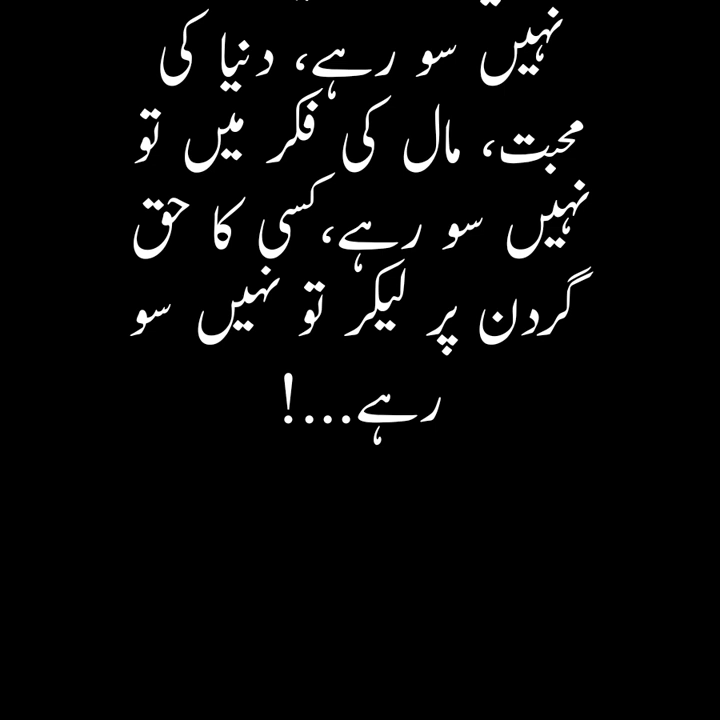 نہیں سو رہے، دنیا کی
محبت، مال کی فکر میں تو
نہیں سو رہے،کسی کا حق
گردن پر لیکر تو نہیں سو
رہے...!